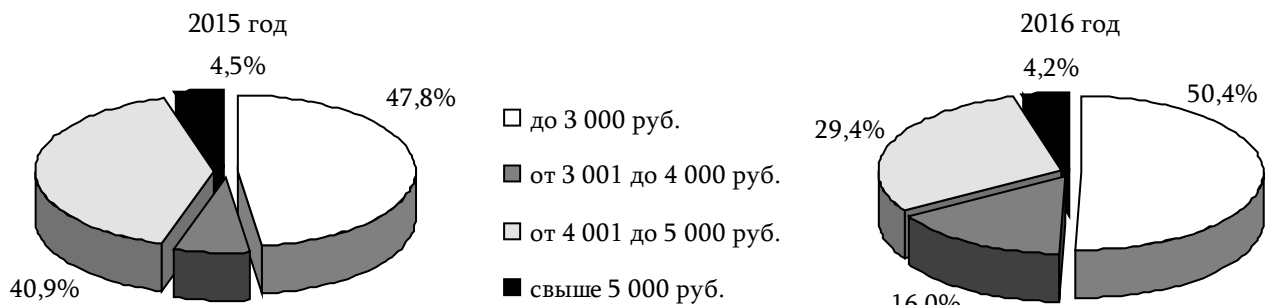 2015 год
2016 год
4,5%
47,8%
40,9%
до 3 000 руб.
от 3 001 до 4 000 руб.
от 4 001 до 5 000 руб.
свыше 5 000 руб.
4,2%
50,4%
29,4%
16,0%